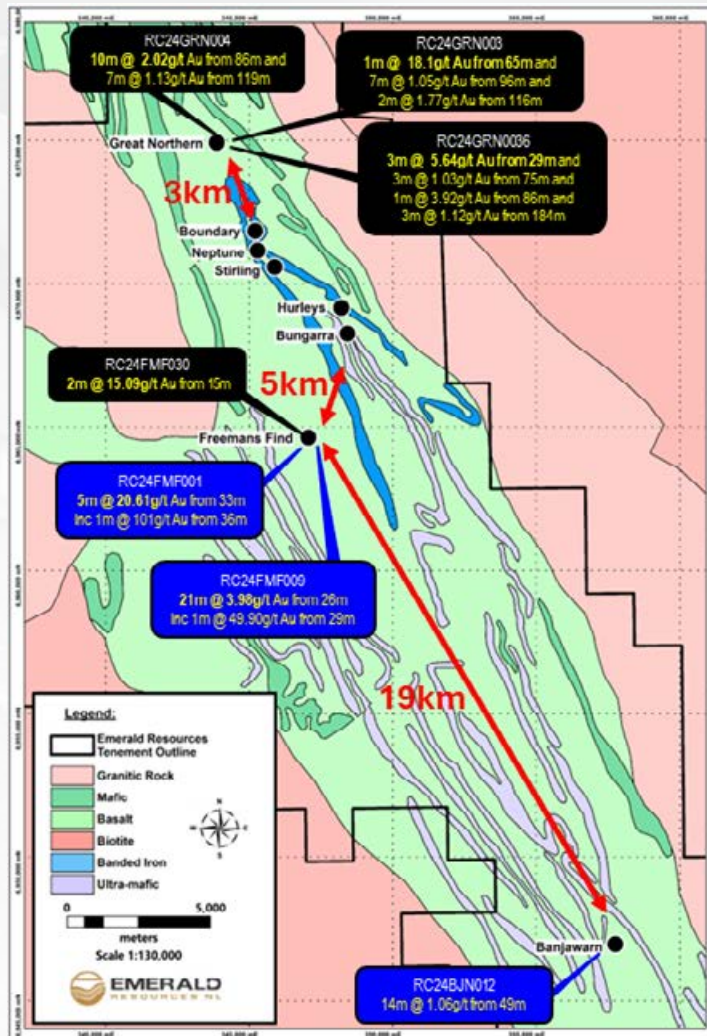 RC24GRN004
10m @ 2.02g/t Au from 86m and
7m @ 1.13g/t Au from 119m
RC24GRN003
1m @ 18.1g/t Au from 65m and
7m @ 1.05g/t Au from 96m and
2m @ 1.77g/t Au from 116m
Great Northern
RC24GRN0036
3m @ 5.64g/t Au from 29m and
3m @ 1.03g/t Au from 75m and
1m @ 3.92g/t Au from 86m and
3m @ 1.12g/t Au from 184m
3km
Boundary
Neptune
Stirling
Hurleys
Bungarra
RC24FMF030
2m @ 15.09g/t Au from 15m
5km
Freemans Find
RC24FMF001
5m @ 20.61g/t Au from 33m
Inc 1m @ 101g/t Au from 36m
RC24FMF009
21m @ 3.98g/t Au from 26m
Inc 1m @ 49.90g/t Au from 29m
19km
Legend:
Emerald Resources
Tenement Outline
Granitic Rock
Mafic
Basalt
Biotite
Banded Iron
Ultra-mafic
N
W E
S
0 5,000
meters
Scale 1:130,000
EMERALD
RESOURCES NL
Banjawarn
RC24BJN012
14m @ 1.06g/t from 49m